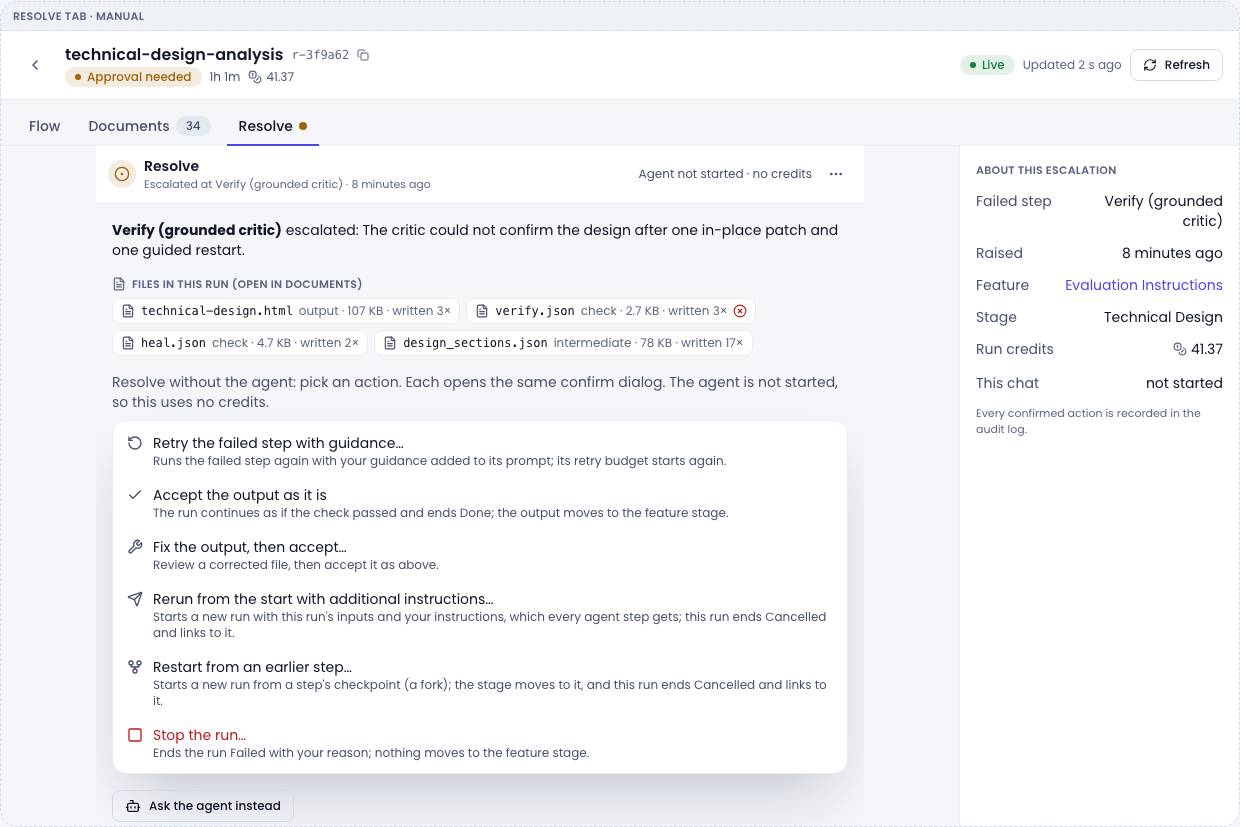 RESOLVE TAB · MANUAL
technical-design-analysis r-3f9a62
Approval needed 1h 1m 41.37
Live Updated 2 s ago Refresh
Flow Documents 34 Resolve
Resolve
Escalated at Verify (grounded critic) · 8 minutes ago
Agent not started · no credits
Verify (grounded critic) escalated: The critic could not confirm the design after one in-place patch and
one guided restart.
FILES IN THIS RUN (OPEN IN DOCUMENTS)
technical-design.html output · 107 KB · written 3× verify.json check · 2.7 KB · written 3×
heal.json check · 4.7 KB · written 2× design_sections.json intermediate · 78 KB · written 17×
Resolve without the agent: pick an action. Each opens the same confirm dialog. The agent is not started,
so this uses no credits.
Retry the failed step with guidance…
Runs the failed step again with your guidance added to its prompt; its retry budget starts again.
Accept the output as it is
The run continues as if the check passed and ends Done; the output moves to the feature stage.
Fix the output, then accept…
Review a corrected file, then accept it as above.
Rerun from the start with additional instructions…
Starts a new run with this run's inputs and your instructions, which every agent step gets; this run ends Cancelled
and links to it.
Restart from an earlier step…
Starts a new run from a step's checkpoint (a fork); the stage moves to it, and this run ends Cancelled and links to
it.
Stop the run…
Ends the run Failed with your reason; nothing moves to the feature stage.
Ask the agent instead
ABOUT THIS ESCALATION
Failed step Verify (grounded
critic)
Raised 8 minutes ago
Feature Evaluation Instructions
Stage Technical Design
Run credits 41.37
This chat not started
Every confirmed action is recorded in the
audit log.